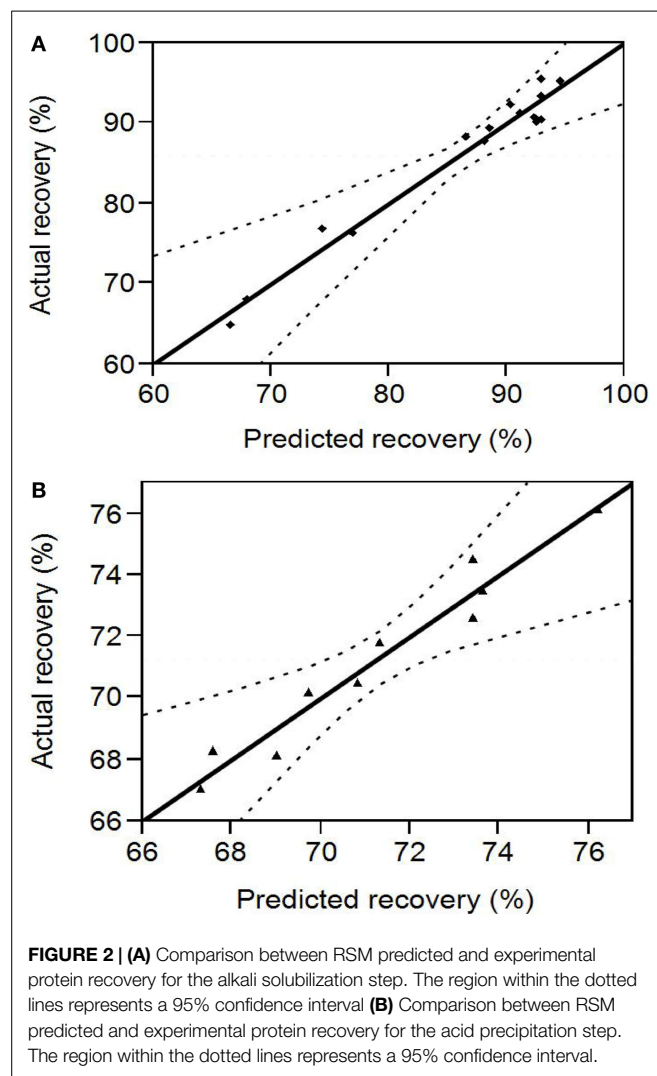 A
Actual recovery (%)
100
90
80
70
60
60 70 80 90 100
Predicted recovery (%)
B
Actual recovery (%)
76
74
72
70
68
66
66 68 70 72 74 76
Predicted recovery (%)
FIGURE 2 | (A) Comparison between RSM predicted and experimental
protein recovery for the alkali solubilization step. The region within the dotted
lines represents a 95% confidence interval (B) Comparison between RSM
predicted and experimental protein recovery for the acid precipitation step.
The region within the dotted lines represents a 95% confidence interval.